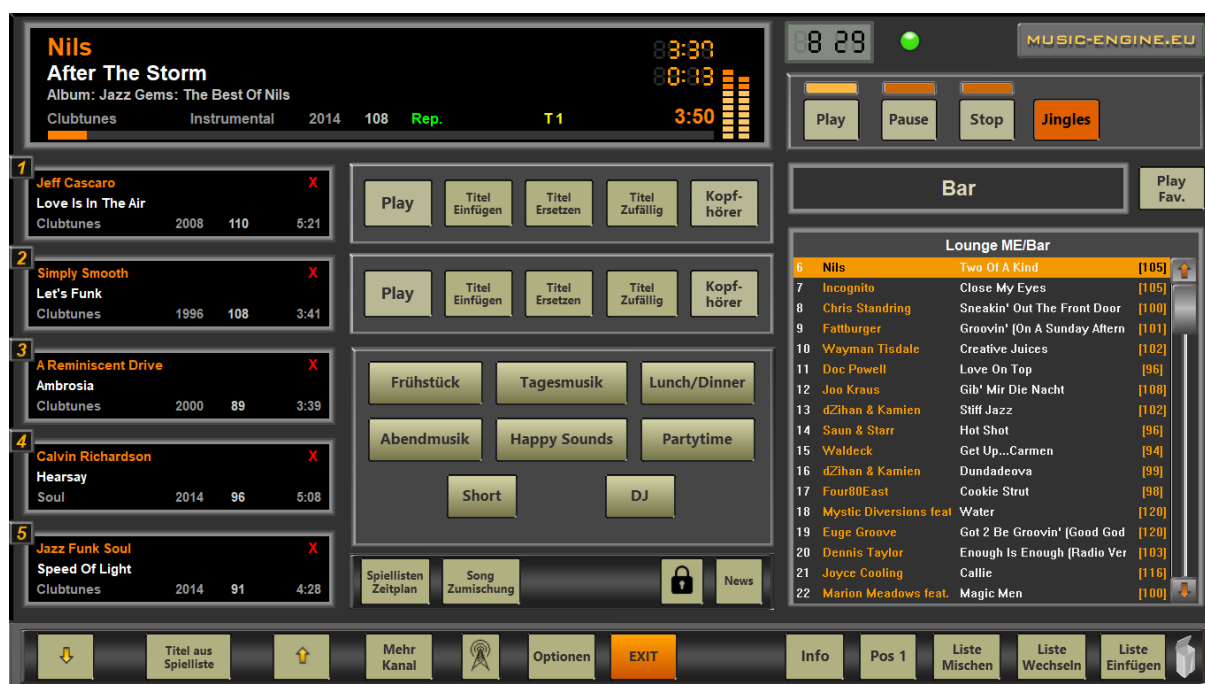 Nils
3:37
After The Storm
0:13
Album: Jazz Gems: The Best Of Nils
Clubtunes Instrumental 2014 108 Rep. T 1 3:50
8 29
MUSIC-ENGINE.EU
Play Pause Stop Jingles
1
Jeff Cascaro X
Love Is In The Air
Clubtunes 2008 110 5:21
2
Simply Smooth X
Let's Funk
Clubtunes 1996 108 3:41
3
A Reminiscent Drive X
Ambrosia
Clubtunes 2000 89 3:39
4
Calvin Richardson X
Hearsay
Soul 2014 96 5:08
5
Jazz Funk Soul X
Speed Of Light
Clubtunes 2014 91 4:28
Play
Titel
Einfügen
Titel
Ersetzen
Titel
Zufällig
Kopf-
hörer
Play
Titel
Einfügen
Titel
Ersetzen
Titel
Zufällig
Kopf-
hörer
Frühstück Tagesmusik Lunch/Dinner
Abendmusik Happy Sounds Partytime
Short DJ
Spiellisten
Zeitplan
Song
Zumischung
News
Bar
Play
Fav.
Lounge ME/Bar
6 Nils Two Of A Kind [105]
7 Incognito Close My Eyes [105]
8 Chris Standring Sneakin' Out The Front Door [100]
9 Fattburger Groovin' (On A Sunday Aftern [101]
10 Wayman Tisdale Creative Juices [102]
11 Doc Powell Love On Top [96]
12 Joo Kraus Gib' Mir Die Nacht [108]
13 dZihan & Kamien Stiff Jazz [102]
14 Saun & Starr Hot Shot [96]
15 Waldeck Get Up...Carmen [94]
16 dZihan & Kamien Dundadeova [99]
17 Four80East Cookie Strut [98]
18 Mystic Diversions feat Water [120]
19 Euge Groove Got 2 Be Groovin' (Good God [120]
20 Dennis Taylor Enough Is Enough (Radio Ver [103]
21 Joyce Cooling Callie [116]
22 Marion Meadows feat. Magic Men [100]
Titel aus
Spielliste
Mehr
Kanal
Optionen
EXIT
Info
Pos 1
Liste
Mischen
Liste
Wechseln
Liste
Einfügen